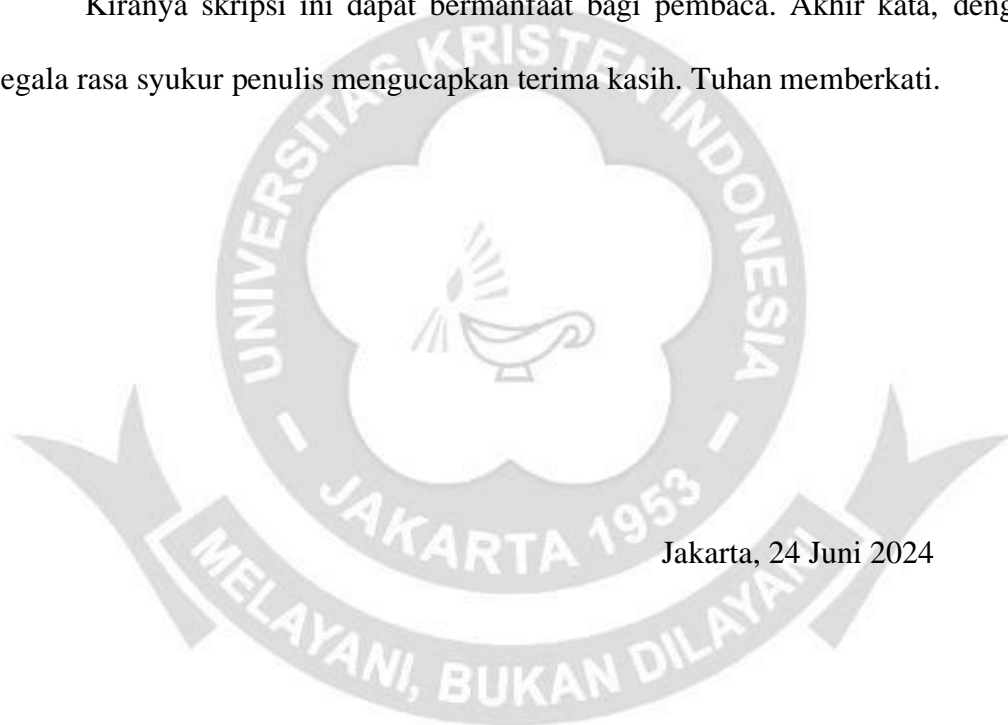 Kiranya skripsi ini dapat bermanfaat bagi pembaca. Akhir kata, deng
egala rasa syukur penulis mengucapkan terima kasih. Tuhan memberkati.
UNIVERSITAS KRISTEN INDONESIA
- JAKARTA 1953 -
Jakarta, 24 Juni 2024
MELAYANI, BUKAN DILAYANI